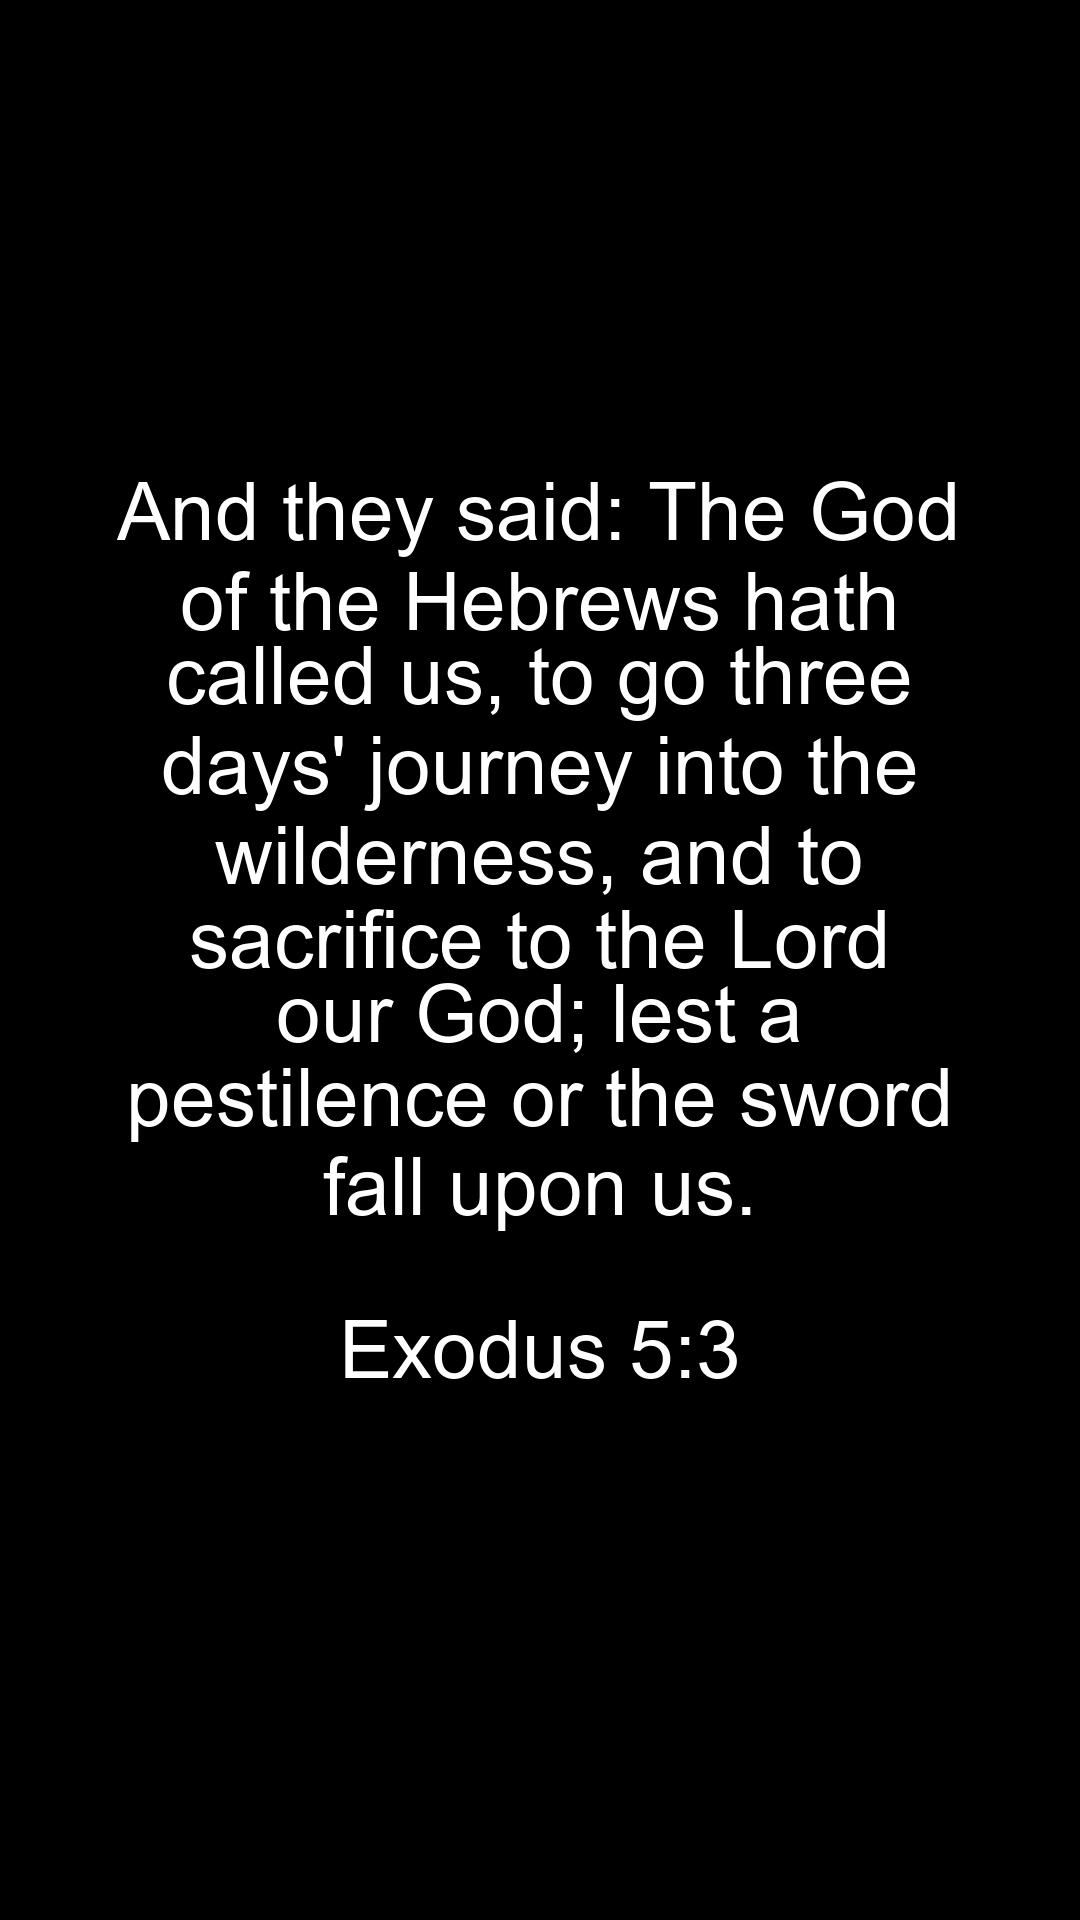 And they said: The God
of the Hebrews hath
called us, to go three
days' journey into the
wilderness, and to
sacrifice to the Lord
our God; lest a
pestilence or the sword
fall upon us.
Exodus 5:3